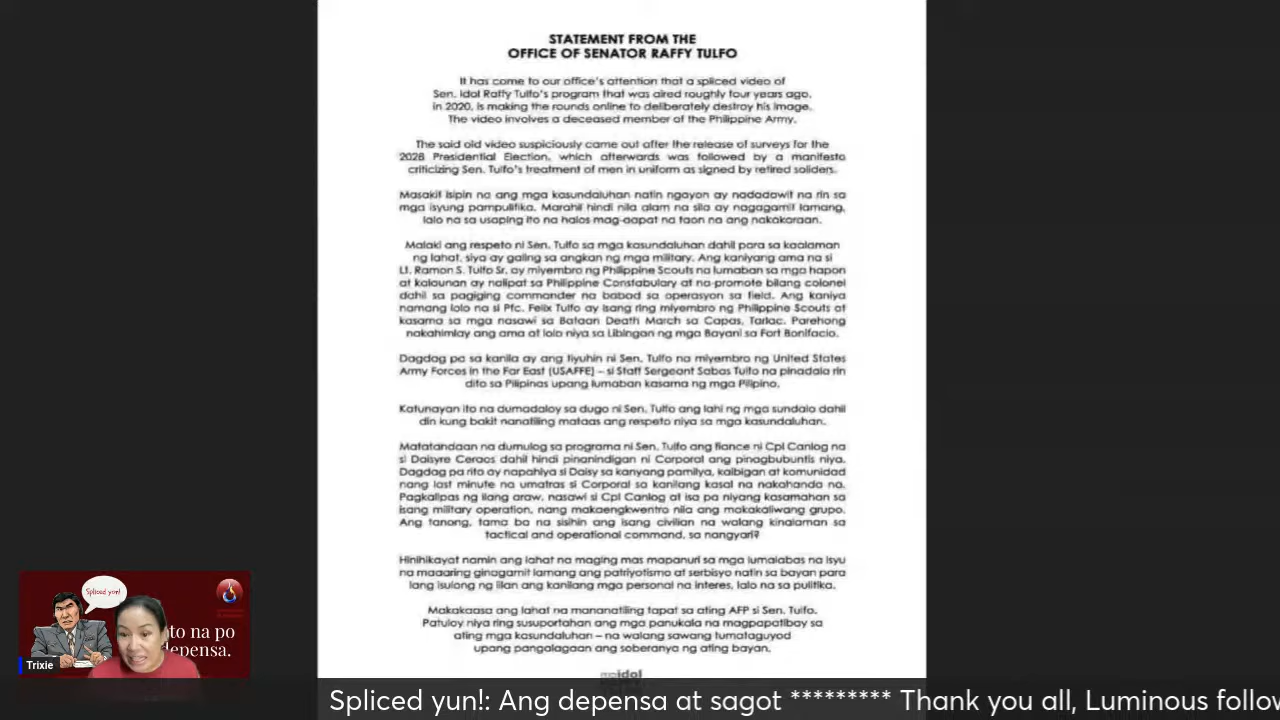 STATEMENT FROM THE
OFFICE OF SENATOR RAFFY TULFO
It has come to our office's attention that a spliced video of
Sen. Idol Raffy Tulfo's program that was aired roughly four years ago,
in 2020, is making the rounds online to deliberately destroy his image.
The video involves a deceased member of the Philippine Army.
The said old video suspiciously came out after the release of surveys for the
2028 Presidential Election, which afterwards was followed by a manifesto
criticizing Sen. Tulfo's treatment of men in uniform as signed by retired soliders.
Masakit isipin na ang mga kasundaluhan natin ngayon ay nadadawit na rin sa
mga isyung pampulitika. Marahil hindi nila alam na sila ay nagagamit lamang,
lalo na sa usaping ito na halos mag-aapat na taon na ang nakakaraan.
Malaki ang respeto ni Sen. Tulfo sa mga kasundaluhan dahil para sa kaalaman
ng lahat, siya ay galing sa angkan ng mga military. Ang kaniyang ama na si
Lt. Ramon S. Tulfo Sr. ay miyembro ng Philippine Scouts na lumaban sa mga hapon
at kalaunan ay nalipat sa Philippine Constabulary at na-promote bilang colonel
dahil sa pagiging commander na babad sa operasyon sa field. Ang kaniya
namang lolo na si Pfc. Felix Tulfo ay isang ring miyembro ng Philippine Scouts at
kasama sa mga nasawi sa Bataan Death March sa Capas, Tarlac. Parehong
nakahimlay ang ama at lolo niya sa Libingan ng mga Bayani sa Fort Bonifacio.
Dagdag pa sa kanila ay ang tiyuhin ni Sen. Tulfo na miyembro ng United States
Army Forces in the Far East (USAFFE) – si Staff Sergeant Sabas Tulfo na pinadala rin
dito sa Pilipinas upang lumaban kasama ng mga Pilipino.
Katunayan ito na dumadaloy sa dugo ni Sen. Tulfo ang lahi ng mga sundalo dahil
din kung bakit nanatiling mataas ang respeto niya sa mga kasundaluhan.
Matatandaan na dumulog sa programa ni Sen. Tulfo ang fiance ni Cpl Canlog na
si Daisyre Ceroas dahil hindi pinanindigan ni Corporal ang pinagbubuntis niya.
Dagdag pa rito ay napahiya si Daisy sa kanyang pamilya, kaibigan at komunidad
nang last minute na umatras si Corporal sa kanilang kasal na nakahanda na.
Pagkalipas ng ilang araw, nasawi si Cpl Canlog at isa pa niyang kasamahan sa
isang military operation, nang makaengkwentro nila ang makakaliwang grupo.
Ang tanong, tama ba na sisihin ang isang civilian na walang kinalaman sa
tactical and operational command, sa nangyari?
Hinihikayat namin ang lahat na maging mas mapanuri sa mga lumalabas na isyu
na maaring ginagamit lamang ang patriyotismo at serbisyo natin sa bayan para
lang isulong ng iilan ang kanilang mga personal na interes, lalo na sa pulitika.
Makakaasa ang lahat na mananatiling tapat sa ating AFP si Sen. Tulfo.
Patuloy niya ring susuportahan ang mga panukala na magpapatibay sa
ating mga kasundaluhan – na walang sawang tumataguyod
upang pangalagaan ang soberanya ng ating bayan.
idol
Spliced yun!
to na po
depensa.
Trixie
Spliced yun!: Ang depensa at sagot ********* Thank you all, Luminous follow